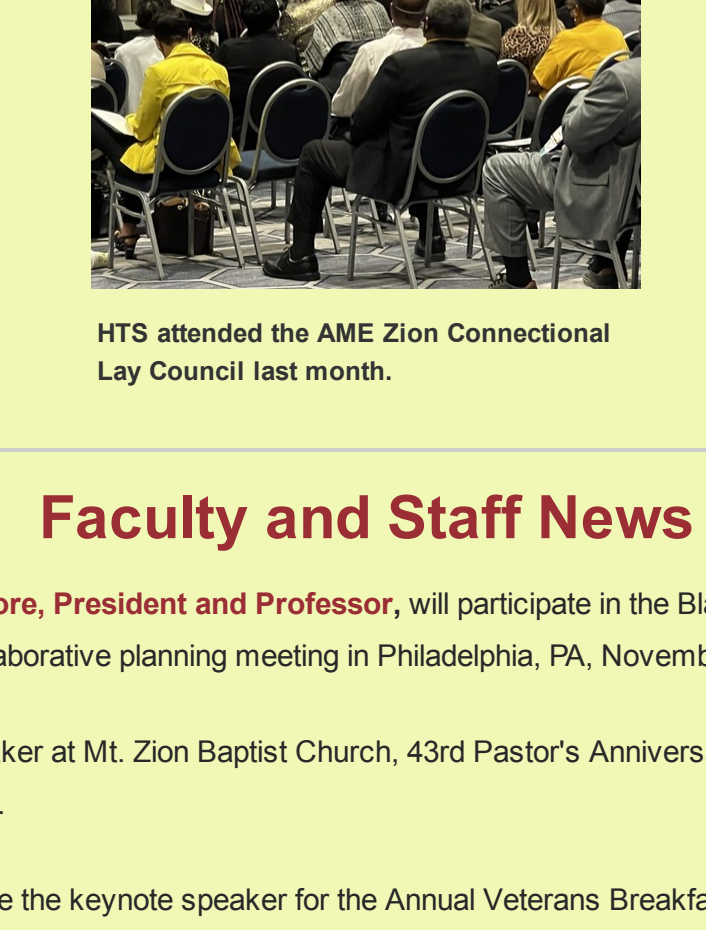 HTS attended the AME Zion Connectional
Lay Council last month.
Faculty and Staff News
ore, President and Professor, will participate in the Bla
aborative planning meeting in Philadelphia, PA, Novemb
ker at Mt. Zion Baptist Church, 43rd Pastor's Annivers
.
e the keynote speaker for the Annual Veterans Breakfa